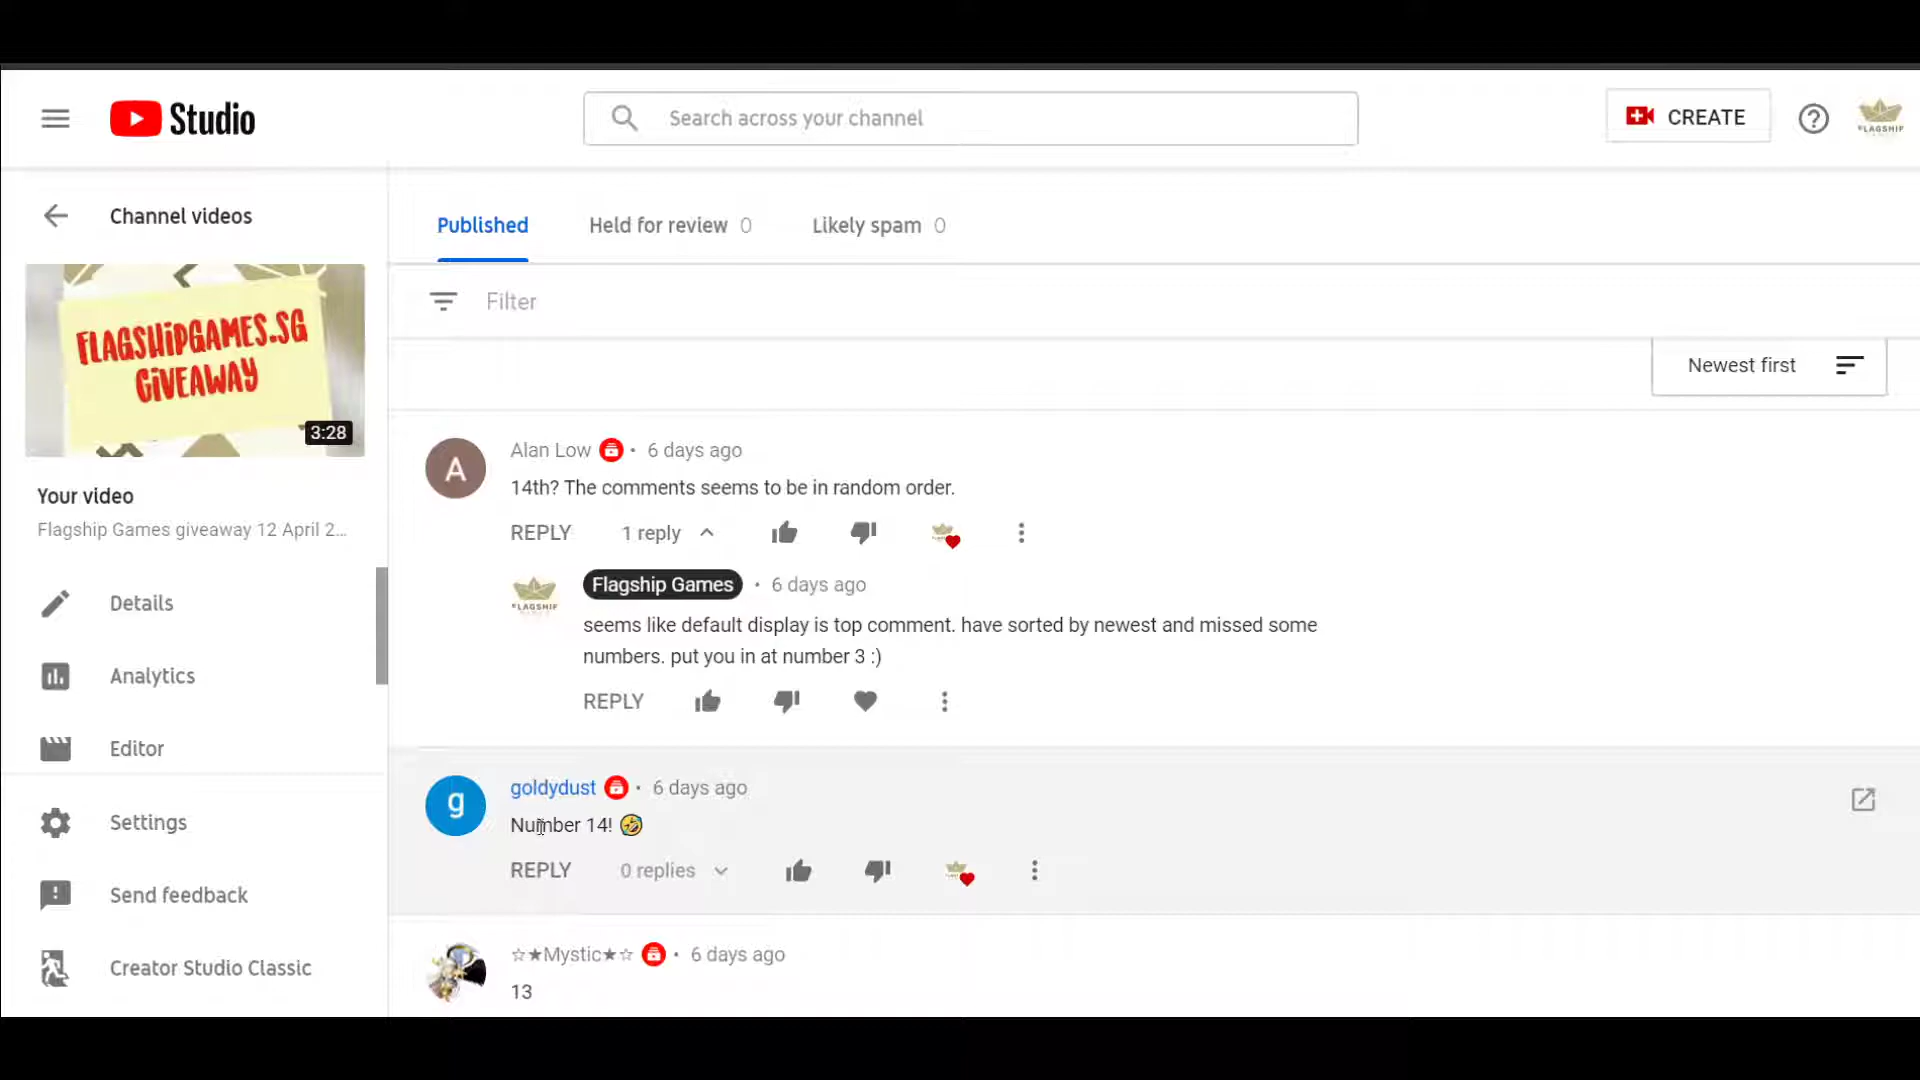 Studio
Search across your channel
CREATE
FLAGSHIP
Channel videos
Published
Held for review 0
Likely spam 0
FLAGSHIPGAMES.SG
GIVEAWAY
3:28
Filter
Newest first
Your video
Flagship Games giveaway 12 April 2...
Details
Analytics
Editor
Settings
Send feedback
Creator Studio Classic
A
Alan Low • 6 days ago
14th? The comments seems to be in random order.
REPLY 1 reply
FLAGSHIP
Flagship Games • 6 days ago
seems like default display is top comment. have sorted by newest and missed some
numbers. put you in at number 3 :)
REPLY
g
goldydust • 6 days ago
Number 14! 🤣
REPLY 0 replies
☆★Mystic★☆ • 6 days ago
13